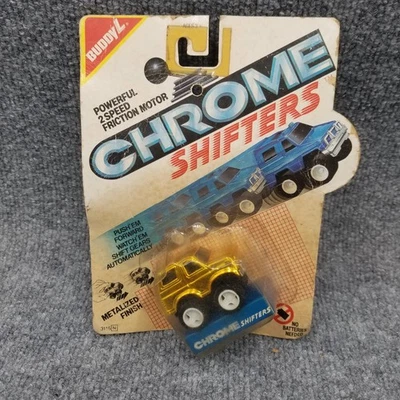 BUDDY L
POWERFUL
2 SPEED
FRICTION MOTOR
CHROME
SHIFTERS
PUSH'EM
FORWARD
WATCH'EM
SHIFT GEARS
AUTOMATICALLY
METALIZED
FINISH
CHROME SHIFTERS
NO
BATTERIES
NEEDED